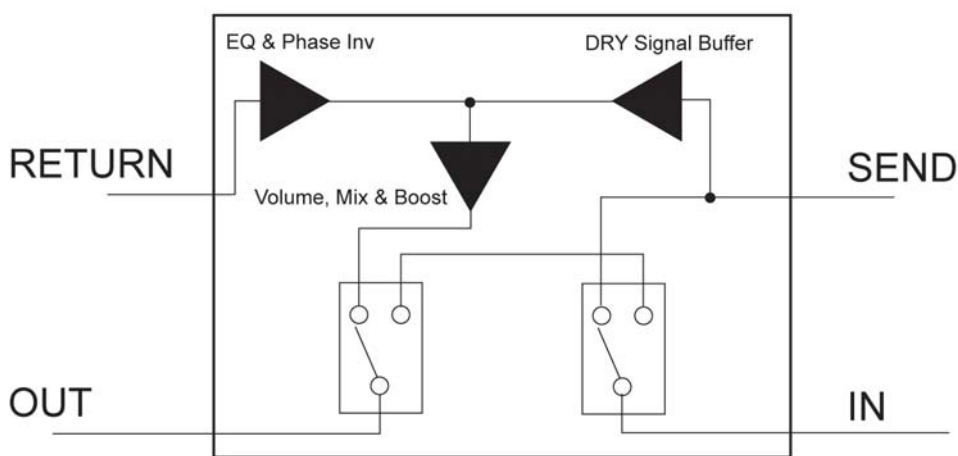 EQ & Phase Inv
DRY Signal Buffer
RETURN
SEND
Volume, Mix & Boost
OUT
IN